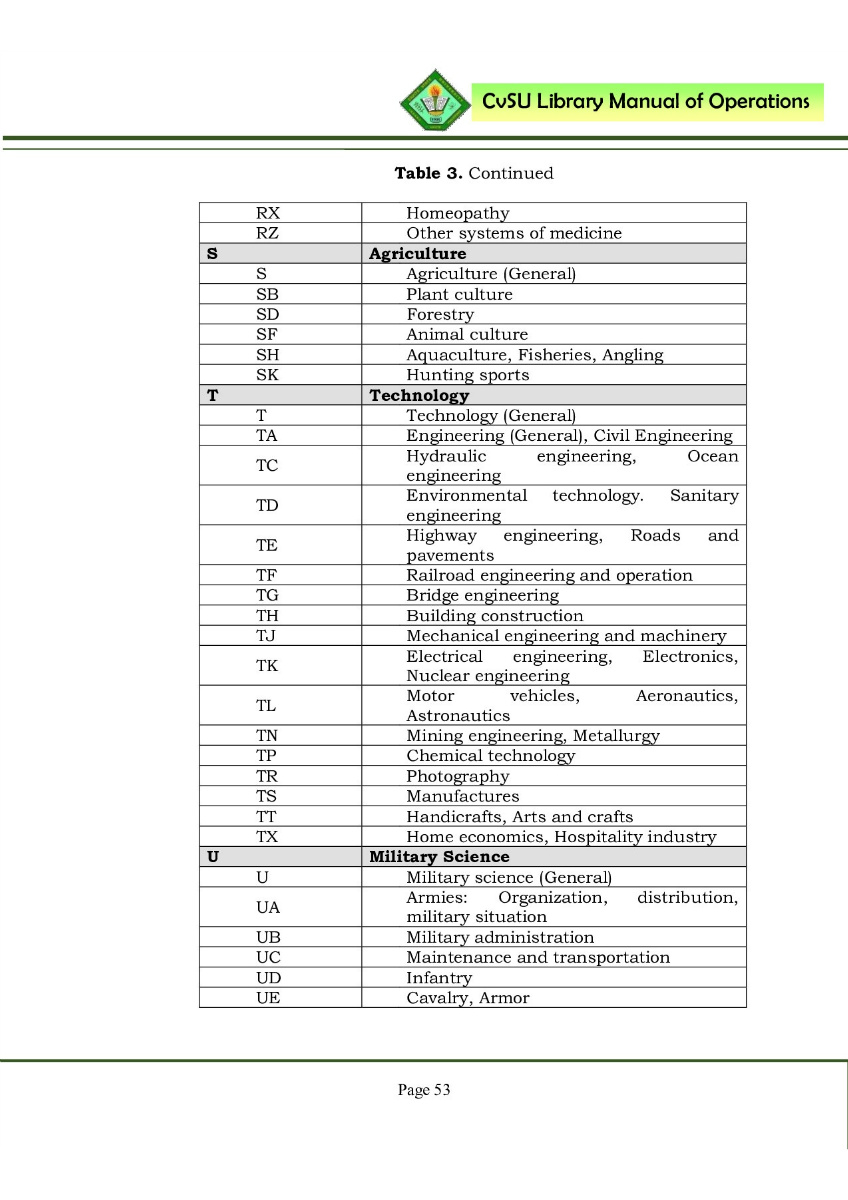 CvSU Library Manual of Operations
Table 3. Continued
RX Homeopathy
RZ Other systems of medicine
S Agriculture
S Agriculture (General)
SB Plant culture
SD Forestry
SF Animal culture
SH Aquaculture, Fisheries, Angling
SK Hunting sports
T Technology
T Technology (General)
TA Engineering (General), Civil Engineering
TC Hydraulic engineering, Ocean
engineering
TD Environmental technology. Sanitary
engineering
TE Highway engineering, Roads and
pavements
TF Railroad engineering and operation
TG Bridge engineering
TH Building construction
TJ Mechanical engineering and machinery
TK Electrical engineering, Electronics,
Nuclear engineering
TL Motor vehicles, Aeronautics,
Astronautics
TN Mining engineering, Metallurgy
TP Chemical technology
TR Photography
TS Manufactures
TT Handicrafts, Arts and crafts
TX Home economics, Hospitality industry
U Military Science
U Military science (General)
UA Armies: Organization, distribution,
military situation
UB Military administration
UC Maintenance and transportation
UD Infantry
UE Cavalry, Armor
Page 53